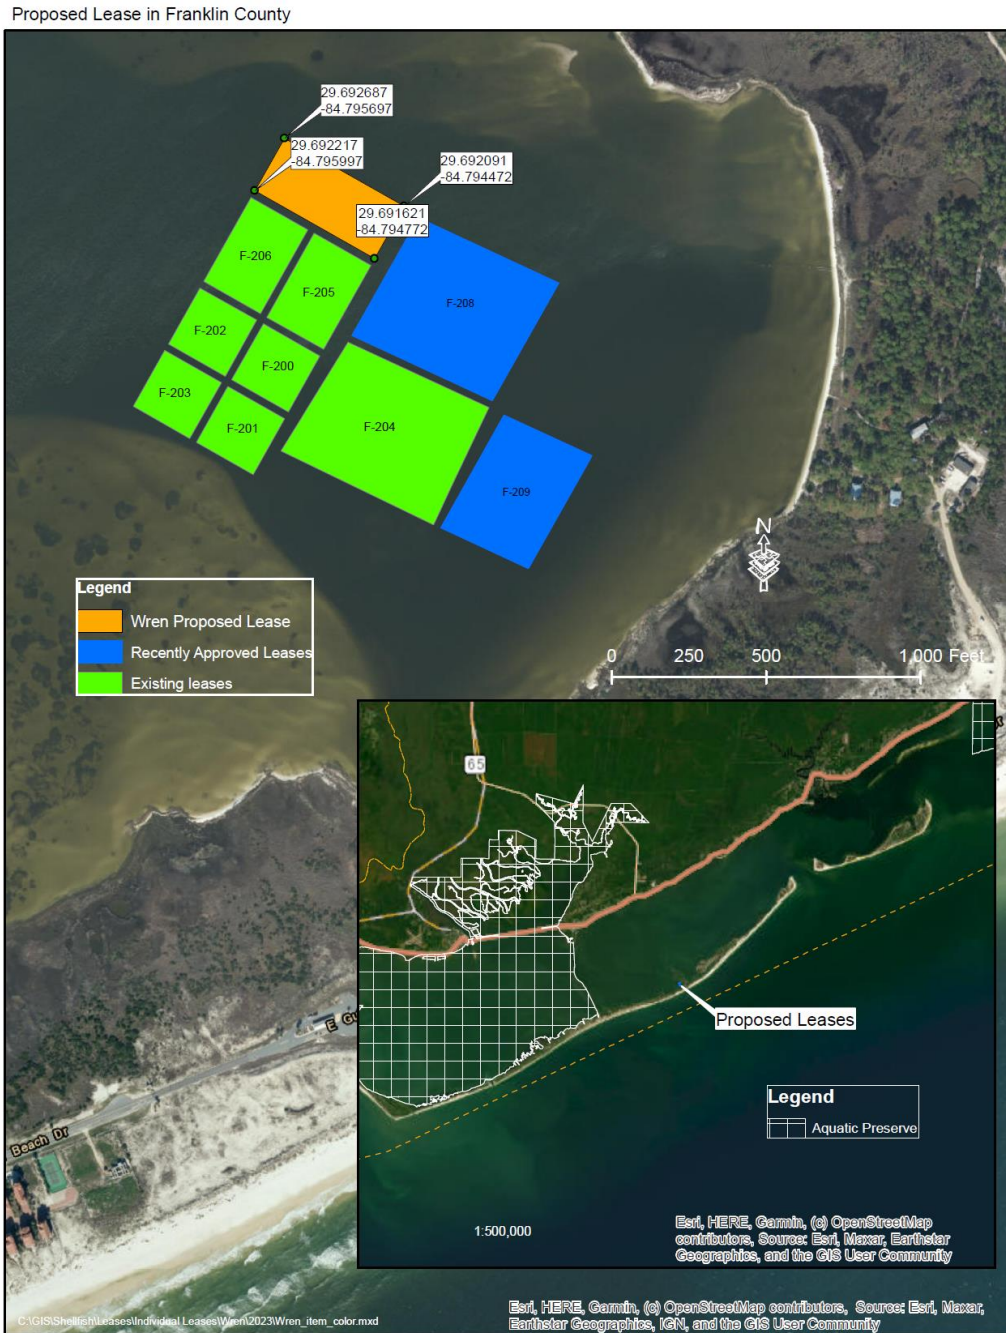 Proposed Lease in Franklin County
29.692687
-84.795697
29.692217
-84.795997
29.692091
-84.794472
29.691621
-84.794772
F-206
F-205
F-208
F-202
F-200
F-203
F-201
F-204
F-209
N
Legend
Wren Proposed Lease
Recently Approved Leases
Existing leases
0 250 500 1,000 Feet
65
Proposed Leases
Legend
Aquatic Preserve
1:500,000
Esri, HERE, Garmin, (c) OpenStreetMap
contributors, Source: Esri, Maxar, Earthstar
Geographics, and the GIS User Community
E Gu
Beach Dr
C:\GIS\Shellfish\Leases\Individual Leases\Wren\2023\Wren_item_color.mxd
Esri, HERE, Garmin, (c) OpenStreetMap contributors, Source: Esri, Maxar,
Earthstar Geographics, IGN, and the GIS User Community